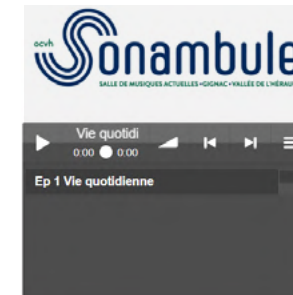 ocvh
Sonambule
SALLE DE MUSIQUES ACTUELLES • GIGNAC • VALLÉE DE L'HÉRAU
Vie quotidi
0:00 0:00
Ep 1 Vie quotidienne